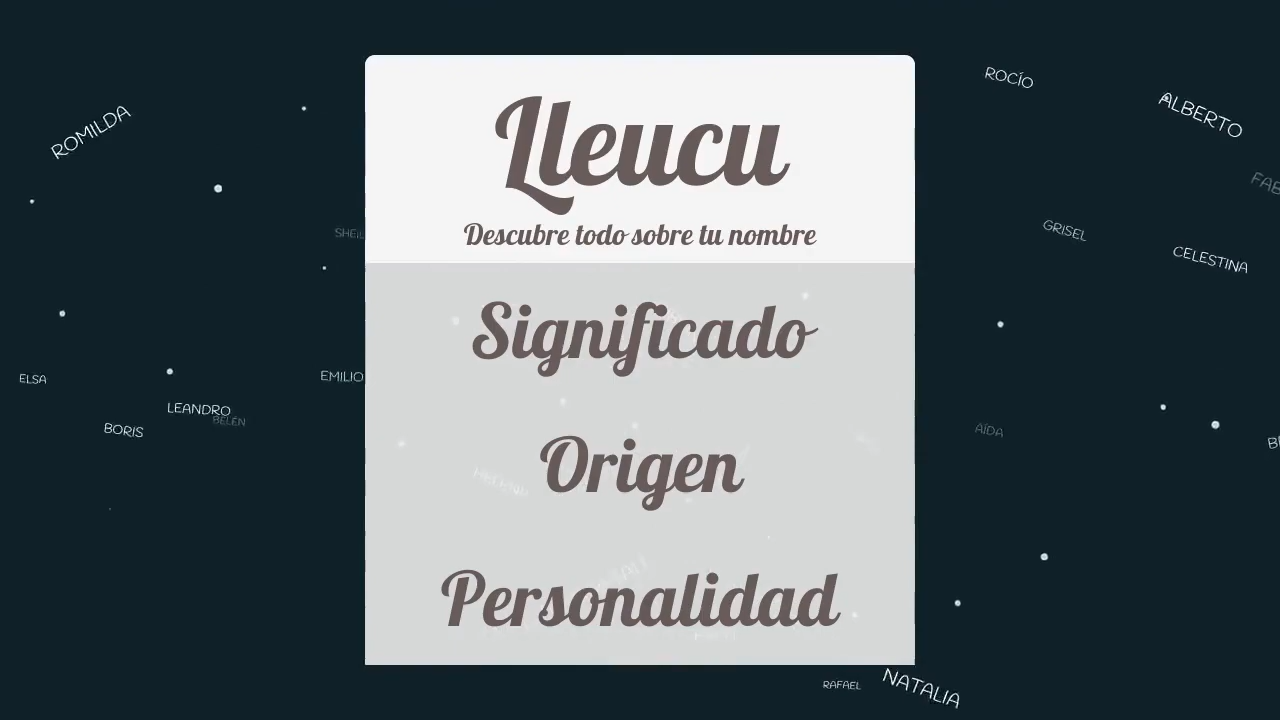 Lleucu
Descubre todo sobre tu nombre
Significado
Origen
Personalidad
ROMILDA
ROCÍO
ALBERTO
GRISEL
CELESTINA
ELSA
EMILIO
LEANDRO
BELÉN
BORIS
AÍDA
RAFAEL
NATALIA